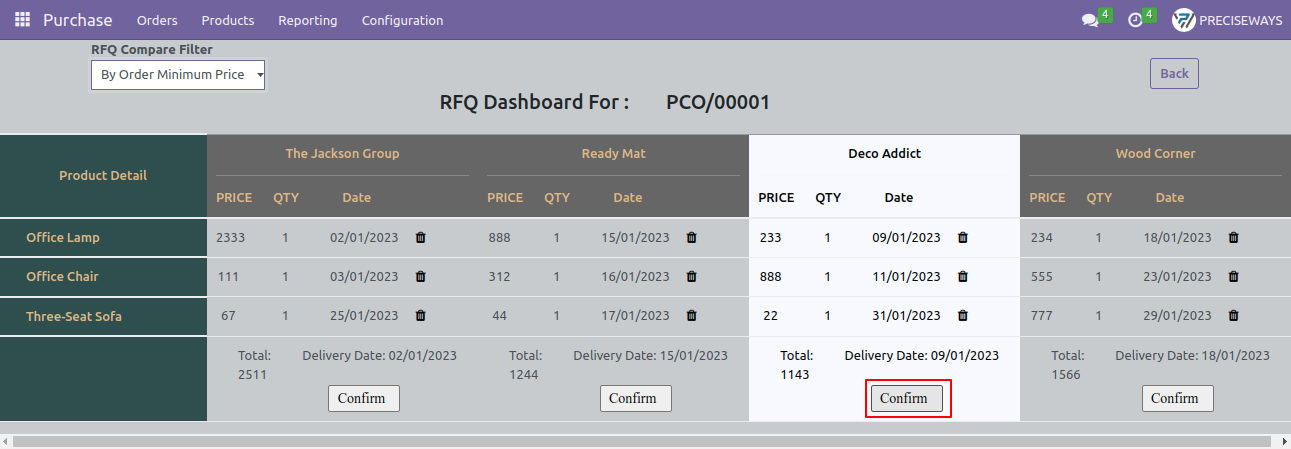 Purchase Orders Products Reporting Configuration 4 4 PRECISEWAYS
RFQ Compare Filter
By Order Minimum Price
Back
RFQ Dashboard For : PCO/00001
Product Detail
The Jackson Group Ready Mat Deco Addict Wood Corner
PRICE QTY Date PRICE QTY Date PRICE QTY Date PRICE QTY Date
Office Lamp 2333 1 02/01/2023 888 1 15/01/2023 233 1 09/01/2023 234 1 18/01/2023
Office Chair 111 1 03/01/2023 312 1 16/01/2023 888 1 11/01/2023 555 1 23/01/2023
Three-Seat Sofa 67 1 25/01/2023 44 1 17/01/2023 22 1 31/01/2023 777 1 29/01/2023
Total: Delivery Date: 02/01/2023 Total: Delivery Date: 15/01/2023 Total: Delivery Date: 09/01/2023 Total: Delivery Date: 18/01/2023
2511 1244 1143 1566
Confirm Confirm Confirm Confirm